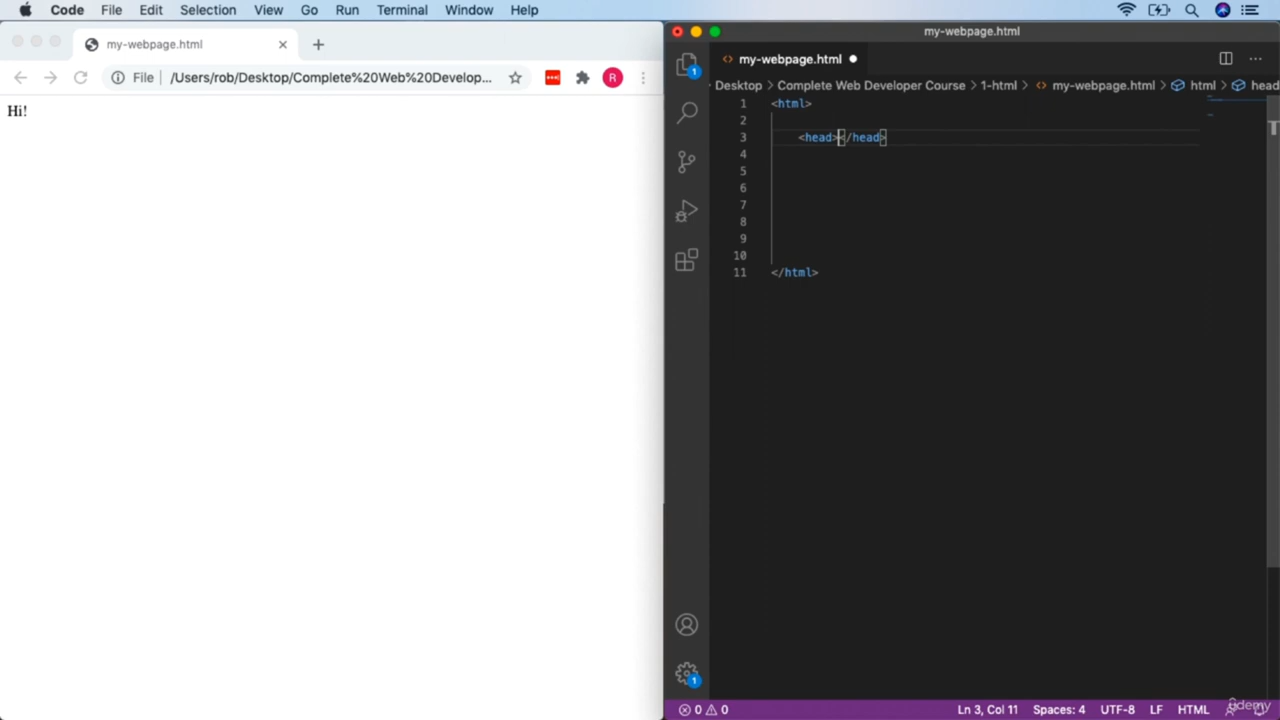 Code File Edit Selection View Go Run Terminal Window Help
my-webpage.html
File /Users/rob/Desktop/Complete%20Web%20Develop...
R
Hi!
my-webpage.html
my-webpage.html
Desktop > Complete Web Developer Course > 1-html > <> my-webpage.html > html > head
1 <html>
2
3 <head></head>
4
5
6
7
8
9
10
11 </html>
1
1
0 0
Ln 3, Col 11 Spaces: 4 UTF-8 LF HTML
ûdemy